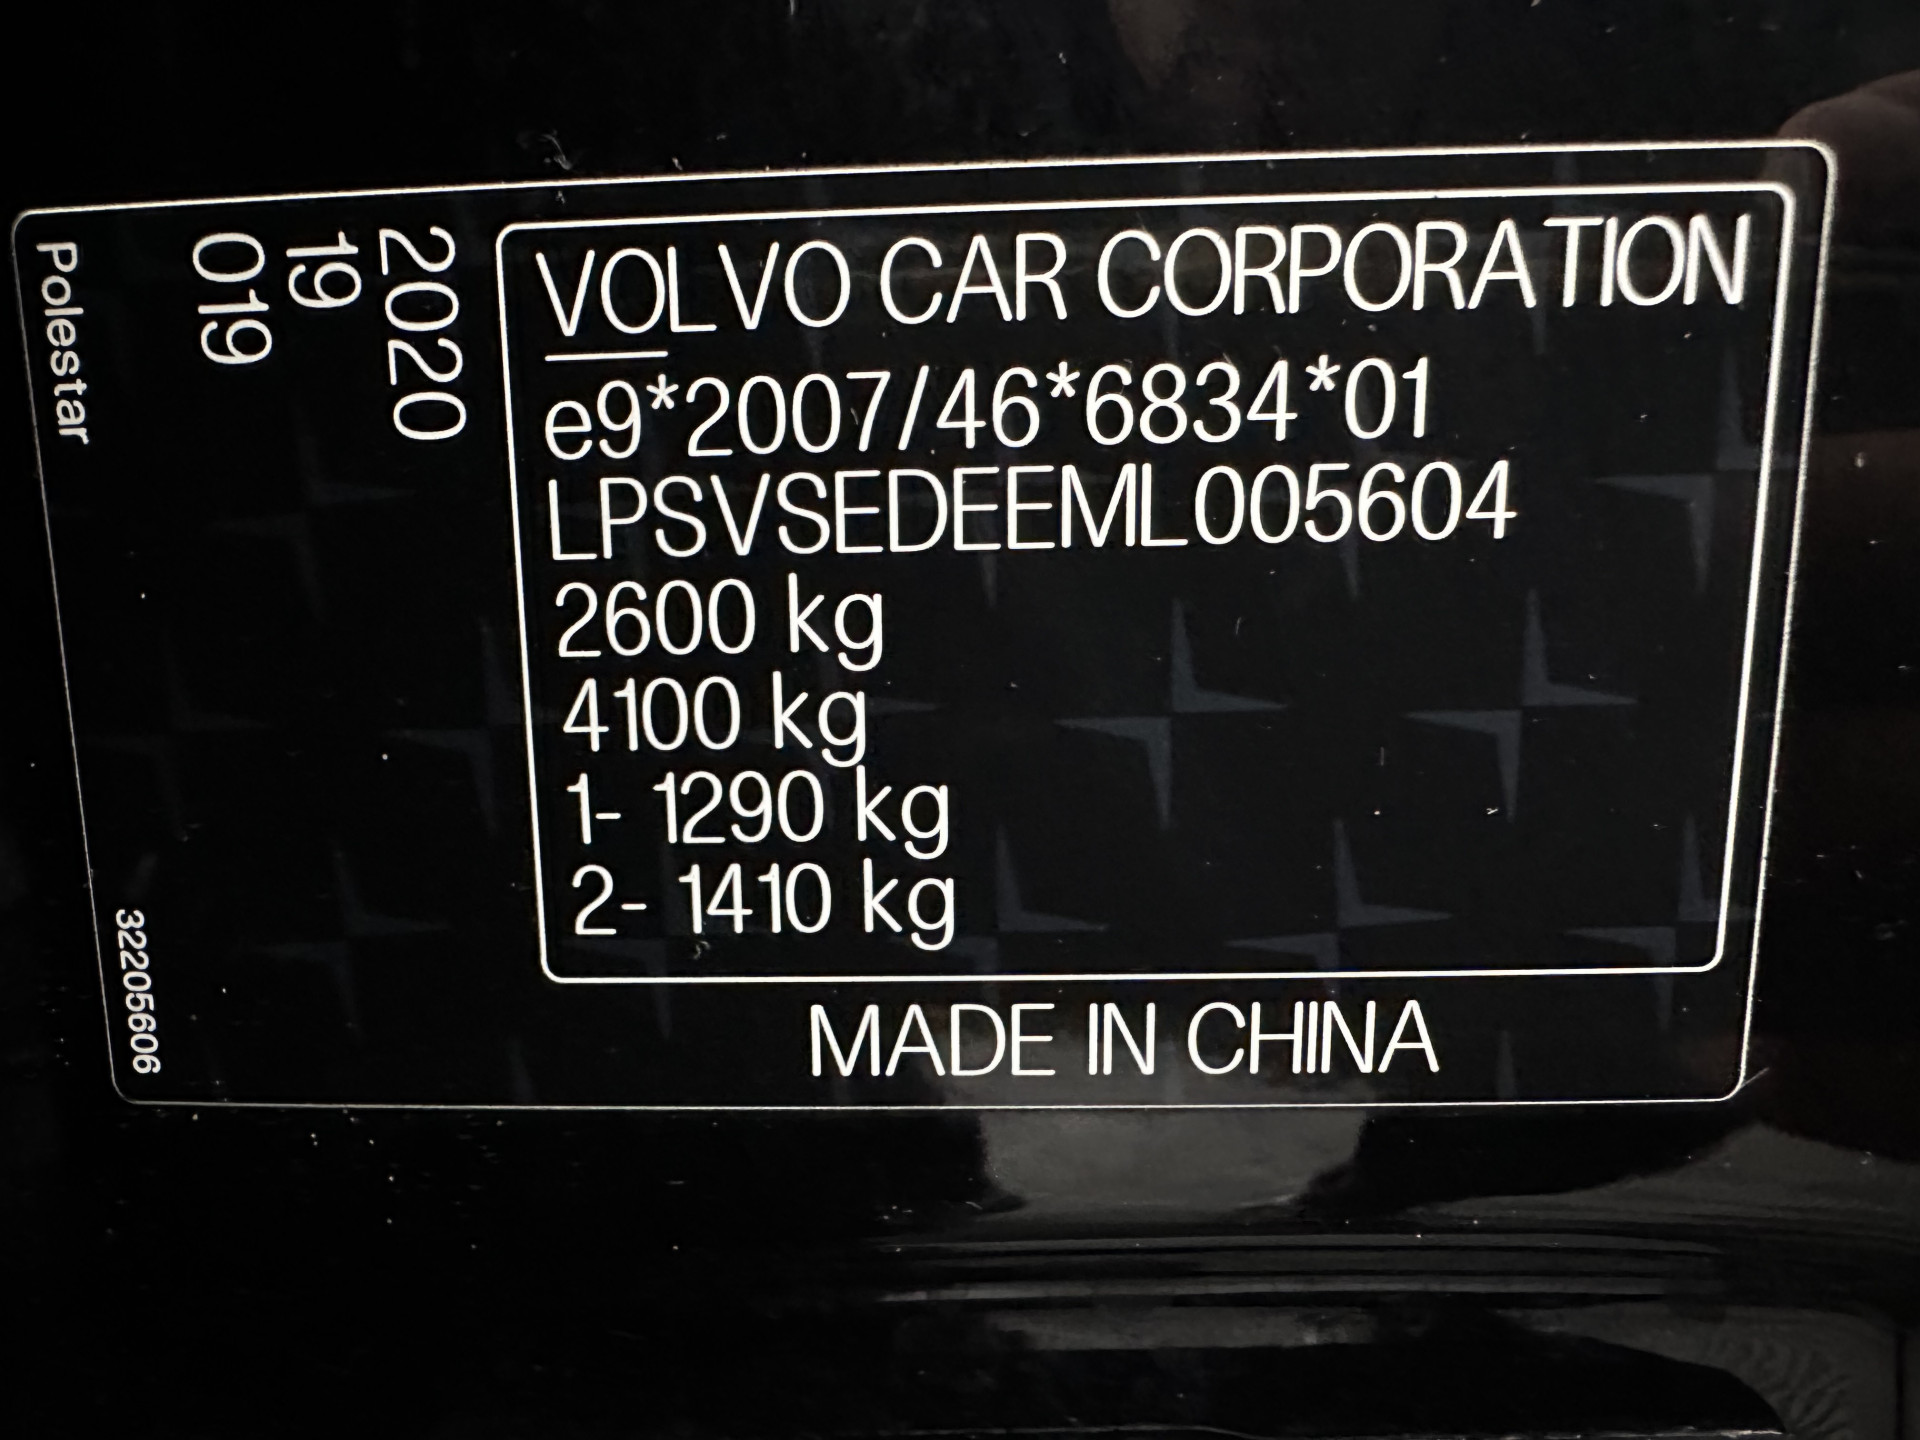 VOLVO CAR CORPORATION
e9*2007/46*6834*01
LPSVSEDEEML005604
2600 kg
4100 kg
1- 1290 kg
2- 1410 kg
MADE IN CHINA
2020
19
019
Polestar
32205606